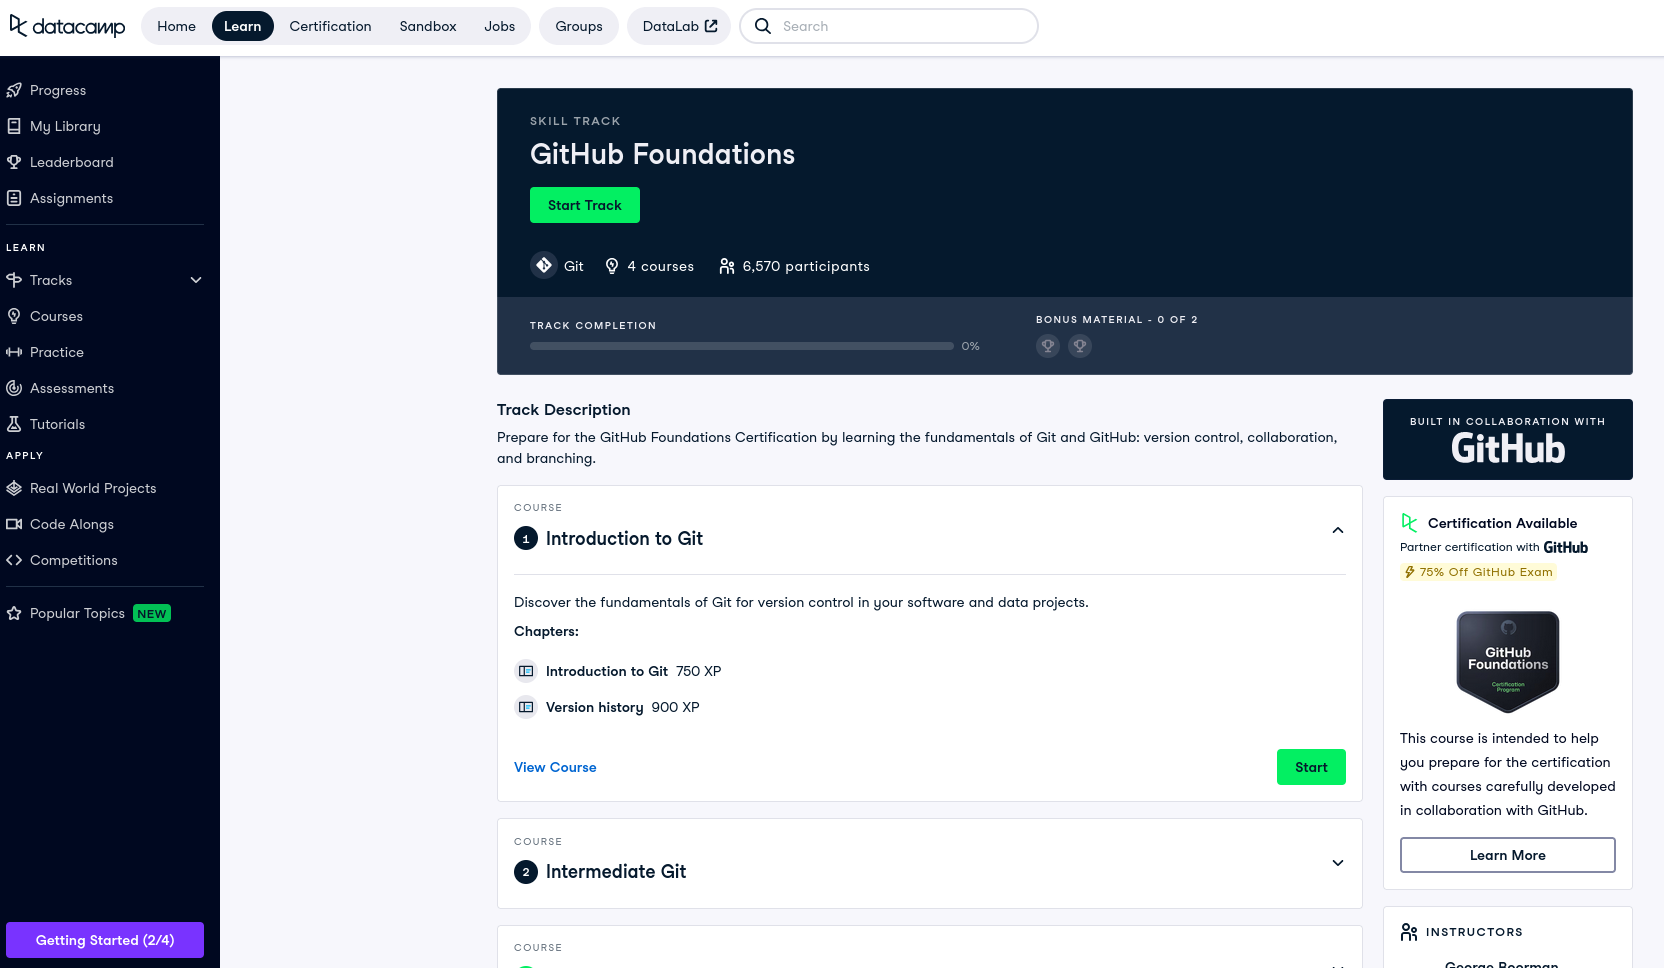 datacamp
Home
Learn
Certification
Sandbox
Jobs
Groups
DataLab
Search
Progress
My Library
Leaderboard
Assignments
LEARN
Tracks
Courses
Practice
Assessments
Tutorials
APPLY
Real World Projects
Code Alongs
Competitions
Popular Topics NEW
Getting Started (2/4)
SKILL TRACK
GitHub Foundations
Start Track
Git
4 courses
6,570 participants
TRACK COMPLETION
0%
BONUS MATERIAL - 0 OF 2
Track Description
Prepare for the GitHub Foundations Certification by learning the fundamentals of Git and GitHub: version control, collaboration,
and branching.
COURSE
1 Introduction to Git
Discover the fundamentals of Git for version control in your software and data projects.
Chapters:
Introduction to Git 750 XP
Version history 900 XP
View Course
Start
COURSE
2 Intermediate Git
COURSE
BUILT IN COLLABORATION WITH
GitHub
Certification Available
Partner certification with GitHub
75% Off GitHub Exam
GitHub
Foundations
Certification
Program
This course is intended to help
you prepare for the certification
with courses carefully developed
in collaboration with GitHub.
Learn More
INSTRUCTORS
George Boorman